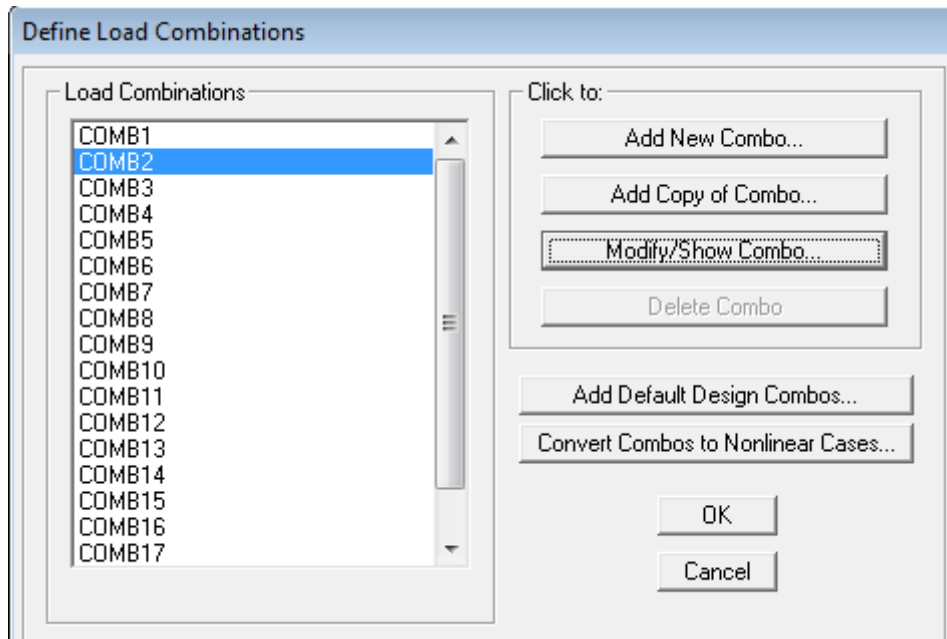 Define Load Combinations
Load Combinations
COMB1
COMB2
COMB3
COMB4
COMB5
COMB6
COMB7
COMB8
COMB9
COMB10
COMB11
COMB12
COMB13
COMB14
COMB15
COMB16
COMB17
Click to:
Add New Combo...
Add Copy of Combo...
Modify/Show Combo...
Delete Combo
Add Default Design Combos...
Convert Combos to Nonlinear Cases...
OK
Cancel